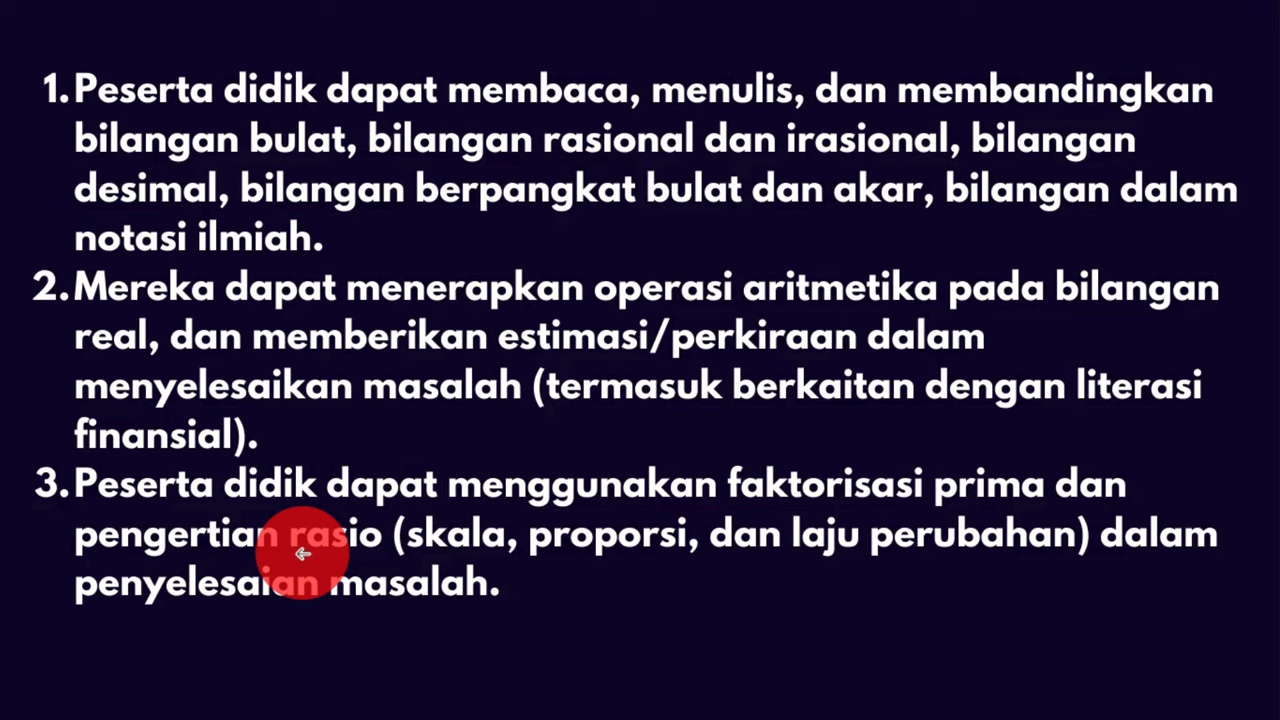 1. Peserta didik dapat membaca, menulis, dan membandingkan
bilangan bulat, bilangan rasional dan irasional, bilangan
desimal, bilangan berpangkat bulat dan akar, bilangan dalam
notasi ilmiah.
2. Mereka dapat menerapkan operasi aritmetika pada bilangan
real, dan memberikan estimasi/perkiraan dalam
menyelesaikan masalah (termasuk berkaitan dengan literasi
finansial).
3. Peserta didik dapat menggunakan faktorisasi prima dan
pengertian rasio (skala, proporsi, dan laju perubahan) dalam
penyelesaian masalah.